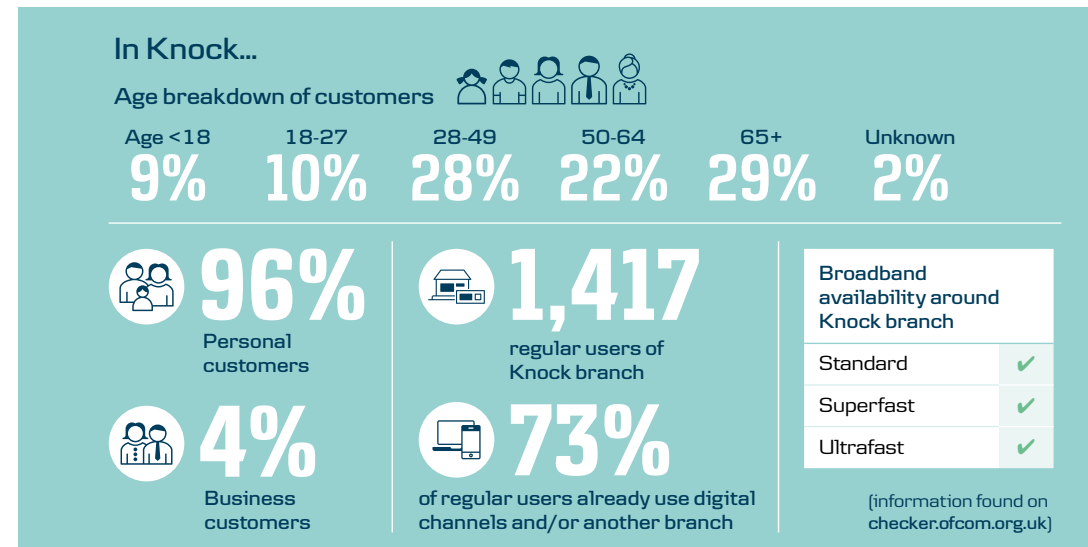 In Knock...
Age breakdown of customers
Age <18 18-27 28-49 50-64 65+ Unknown
9% 10% 28% 22% 29% 2%
96%
Personal
customers
4%
Business
customers
1,417
regular users of
Knock branch
73%
of regular users already use digital
channels and/or another branch
Broadband
availability around
Knock branch
Standard ✔
Superfast ✔
Ultrafast ✔
(information found on
checker.ofcom.org.uk)